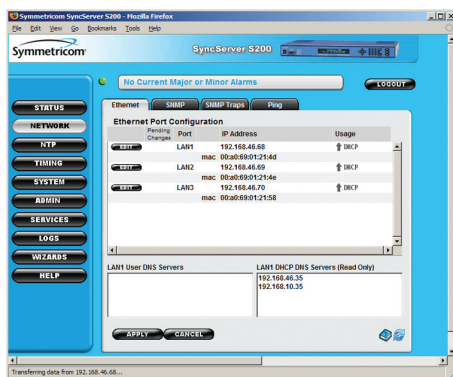 Symmetricom SyncServer S200 - Mozilla Firefox
File Edit View Go Bookmarks Tools Help
Symmetricom
SyncServer S200
No Current Major or Minor Alarms
LOGOUT
STATUS
NETWORK
NTP
TIMING
SYSTEM
ADMIN
SERVICES
LOGS
WIZARDS
HELP
Ethernet SNMP SNMP Traps Ping
Ethernet Port Configuration
Pending Changes Port IP Address Usage
EDIT LAN1 192.168.46.68 DHCP
mac 00:a0:69:01:21:4d
EDIT LAN2 192.168.46.69 DHCP
mac 00:a0:69:01:21:4e
EDIT LAN3 192.168.46.70 DHCP
mac 00:a0:69:01:21:58
LAN1 User DNS Servers
LAN1 DHCP DNS Servers (Read Only)
192.168.46.35
192.168.10.35
APPLY CANCEL
Transferring data from 192.168.46.68...